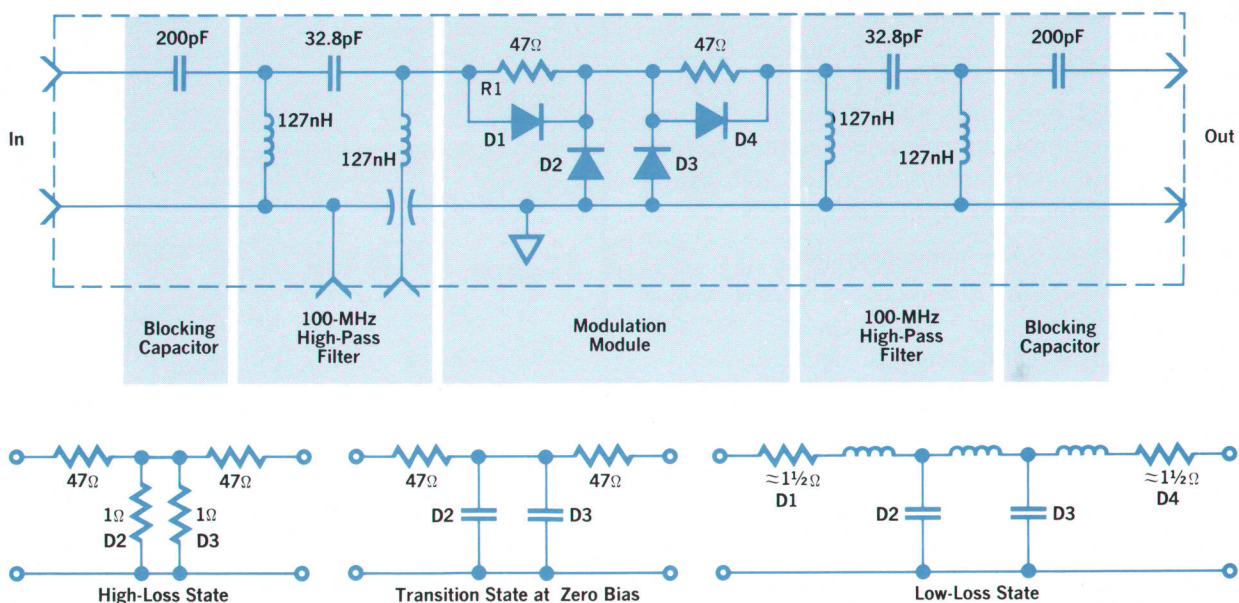 200pF
32.8pF
47Ω
47Ω
32.8pF
200pF
R1
127nH
127nH
D1
D2
D3
D4
127nH
127nH
In
Out
Blocking
Capacitor
100-MHz
High-Pass
Filter
Modulation
Module
100-MHz
High-Pass
Filter
Blocking
Capacitor
47Ω
47Ω
1Ω
D2
1Ω
D3
High-Loss State
47Ω
47Ω
D2
D3
Transition State at Zero Bias
≈1½Ω
D1
≈1½Ω
D4
D2
D3
Low-Loss State